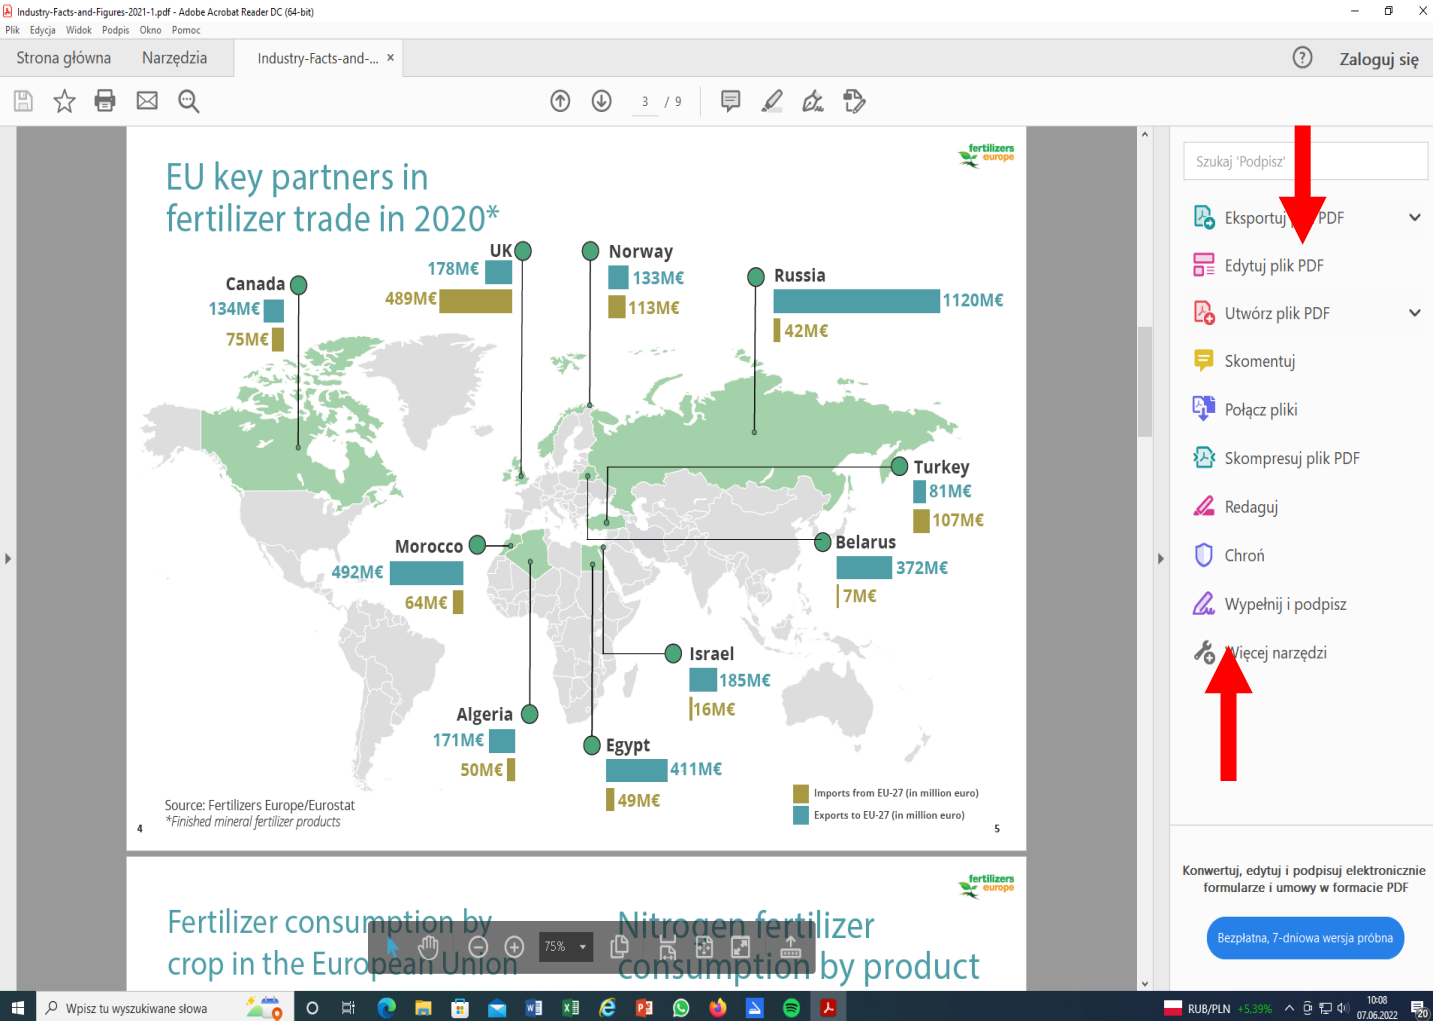 Industry-Facts-and-Figures-2021-1.pdf - Adobe Acrobat Reader DC (64-bit)
Plik Edycja Widok Podpis Okno Pomoc
Strona główna Narzędzia Industry-Facts-and-... × Zaloguj się
3 / 9
EU key partners in
fertilizer trade in 2020*
fertilizers
europe
Canada
134M€
75M€
UK
178M€
489M€
Norway
133M€
113M€
Russia
1120M€
42M€
Turkey
81M€
107M€
Belarus
372M€
7M€
Morocco
492M€
64M€
Israel
185M€
16M€
Algeria
171M€
50M€
Egypt
411M€
49M€
Imports from EU-27 (in million euro)
Exports to EU-27 (in million euro)
Source: Fertilizers Europe/Eurostat
*Finished mineral fertilizer products
4
5
fertilizers
europe
Fertilizer consumption by
crop in the European Union
Nitrogen fertilizer
consumption by product
75%
Szukaj 'Podpisz'
Eksportuj PDF
Edytuj plik PDF
Utwórz plik PDF
Skomentuj
Połącz pliki
Skompresuj plik PDF
Redaguj
Chroń
Wypełnij i podpisz
Więcej narzędzi
Konwertuj, edytuj i podpisuj elektronicznie
formularze i umowy w formacie PDF
Bezpłatna, 7-dniowa wersja próbna
Wpisz tu wyszukiwane słowa
RUB/PLN +5,39%
10:08
07.06.2022
20